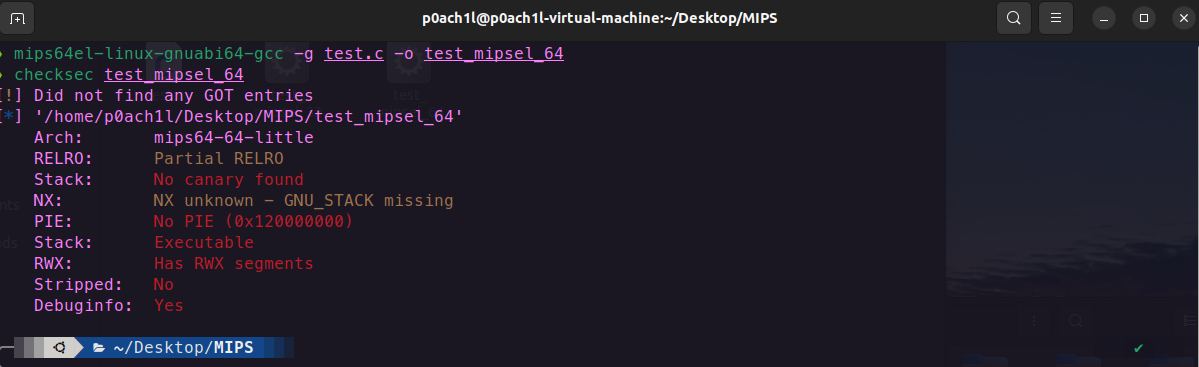 p0ach1l@p0ach1l-virtual-machine:~/Desktop/MIPS
mips64el-linux-gnuabi64-gcc -g test.c -o test_mipsel_64
checksec test_mipsel_64
[!] Did not find any GOT entries
[*] '/home/p0ach1l/Desktop/MIPS/test_mipsel_64'
Arch: mips64-64-little
RELRO: Partial RELRO
Stack: No canary found
NX: NX unknown - GNU_STACK missing
PIE: No PIE (0x120000000)
Stack: Executable
RWX: Has RWX segments
Stripped: No
Debuginfo: Yes
~/Desktop/MIPS